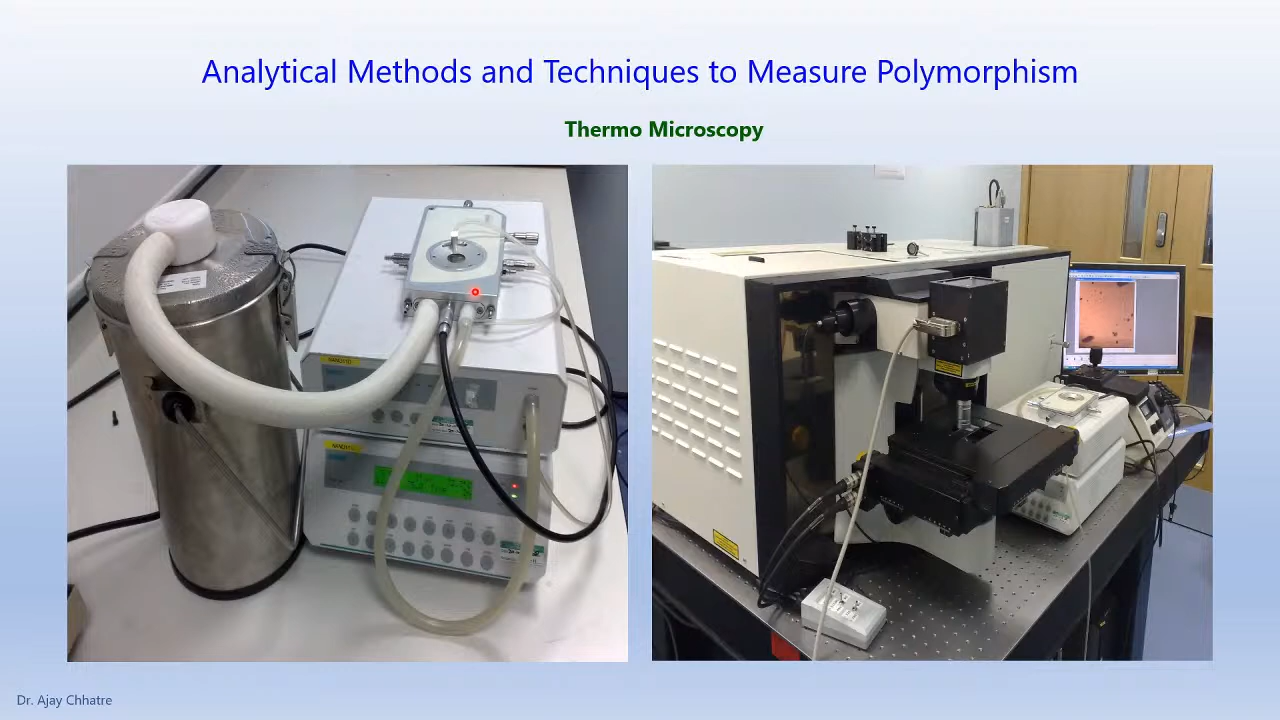 Analytical Methods and Techniques to Measure Polymorphism
Thermo Microscopy
Dr. Ajay Chhatre